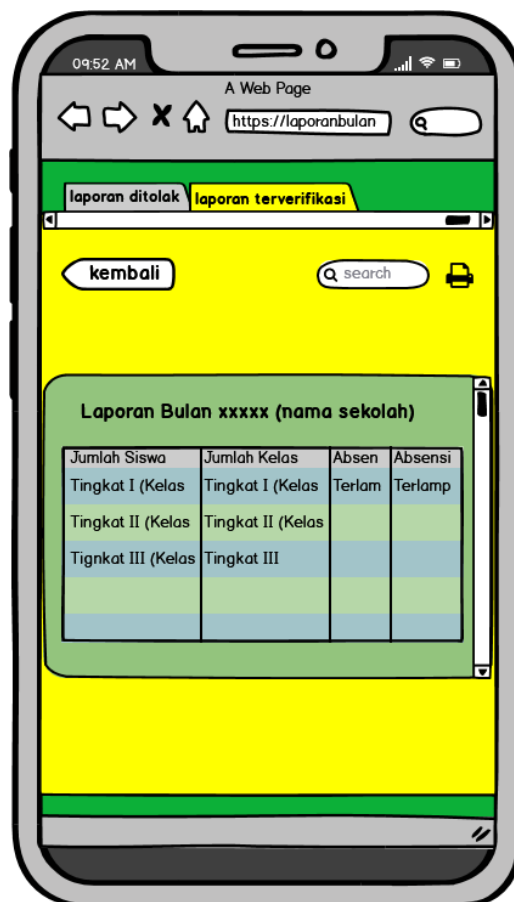 09:52 AM
A Web Page
https://laporanbulan
laporan ditolak laporan terverifikasi
kembali search
Laporan Bulan xxxxx (nama sekolah)
Jumlah Siswa Jumlah Kelas Absen Absensi
Tingkat I (Kelas Tingkat I (Kelas Terlam Terlamp
Tingkat II (Kelas Tingkat II (Kelas
Tignkat III (Kelas Tingkat III